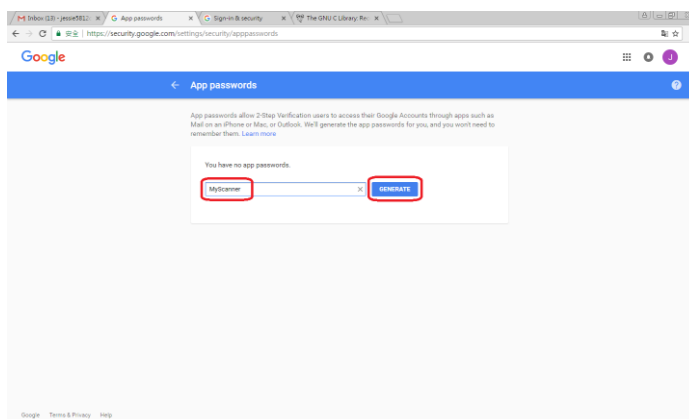 Inbox (13) - jessie5812
App passwords
Sign-in & security
The GNU C Library: Re
安全 | https://security.google.com/settings/security/apppasswords
Google
J
App passwords
App passwords allow 2-Step Verification users to access their Google Accounts through apps such as
Mail on an iPhone or Mac, or Outlook. We'll generate the app passwords for you, and you won't need to
remember them. Learn more
You have no app passwords.
MyScanner
GENERATE
Google Terms & Privacy Help